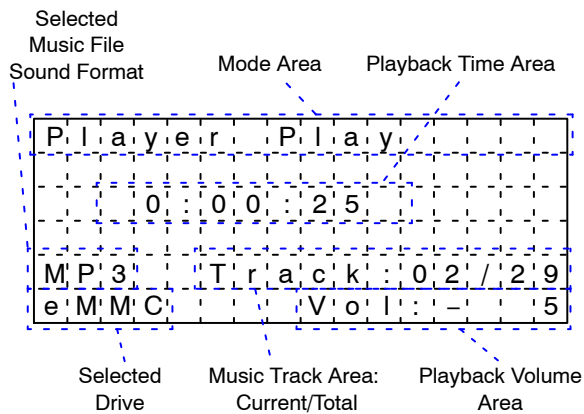 Selected
Music File
Sound Format
Mode Area
Playback Time Area
Player Play
0:00:25
MP3 Track:02/29
eMMC Vol:– 5
Selected
Drive
Music Track Area:
Current/Total
Playback Volume
Area